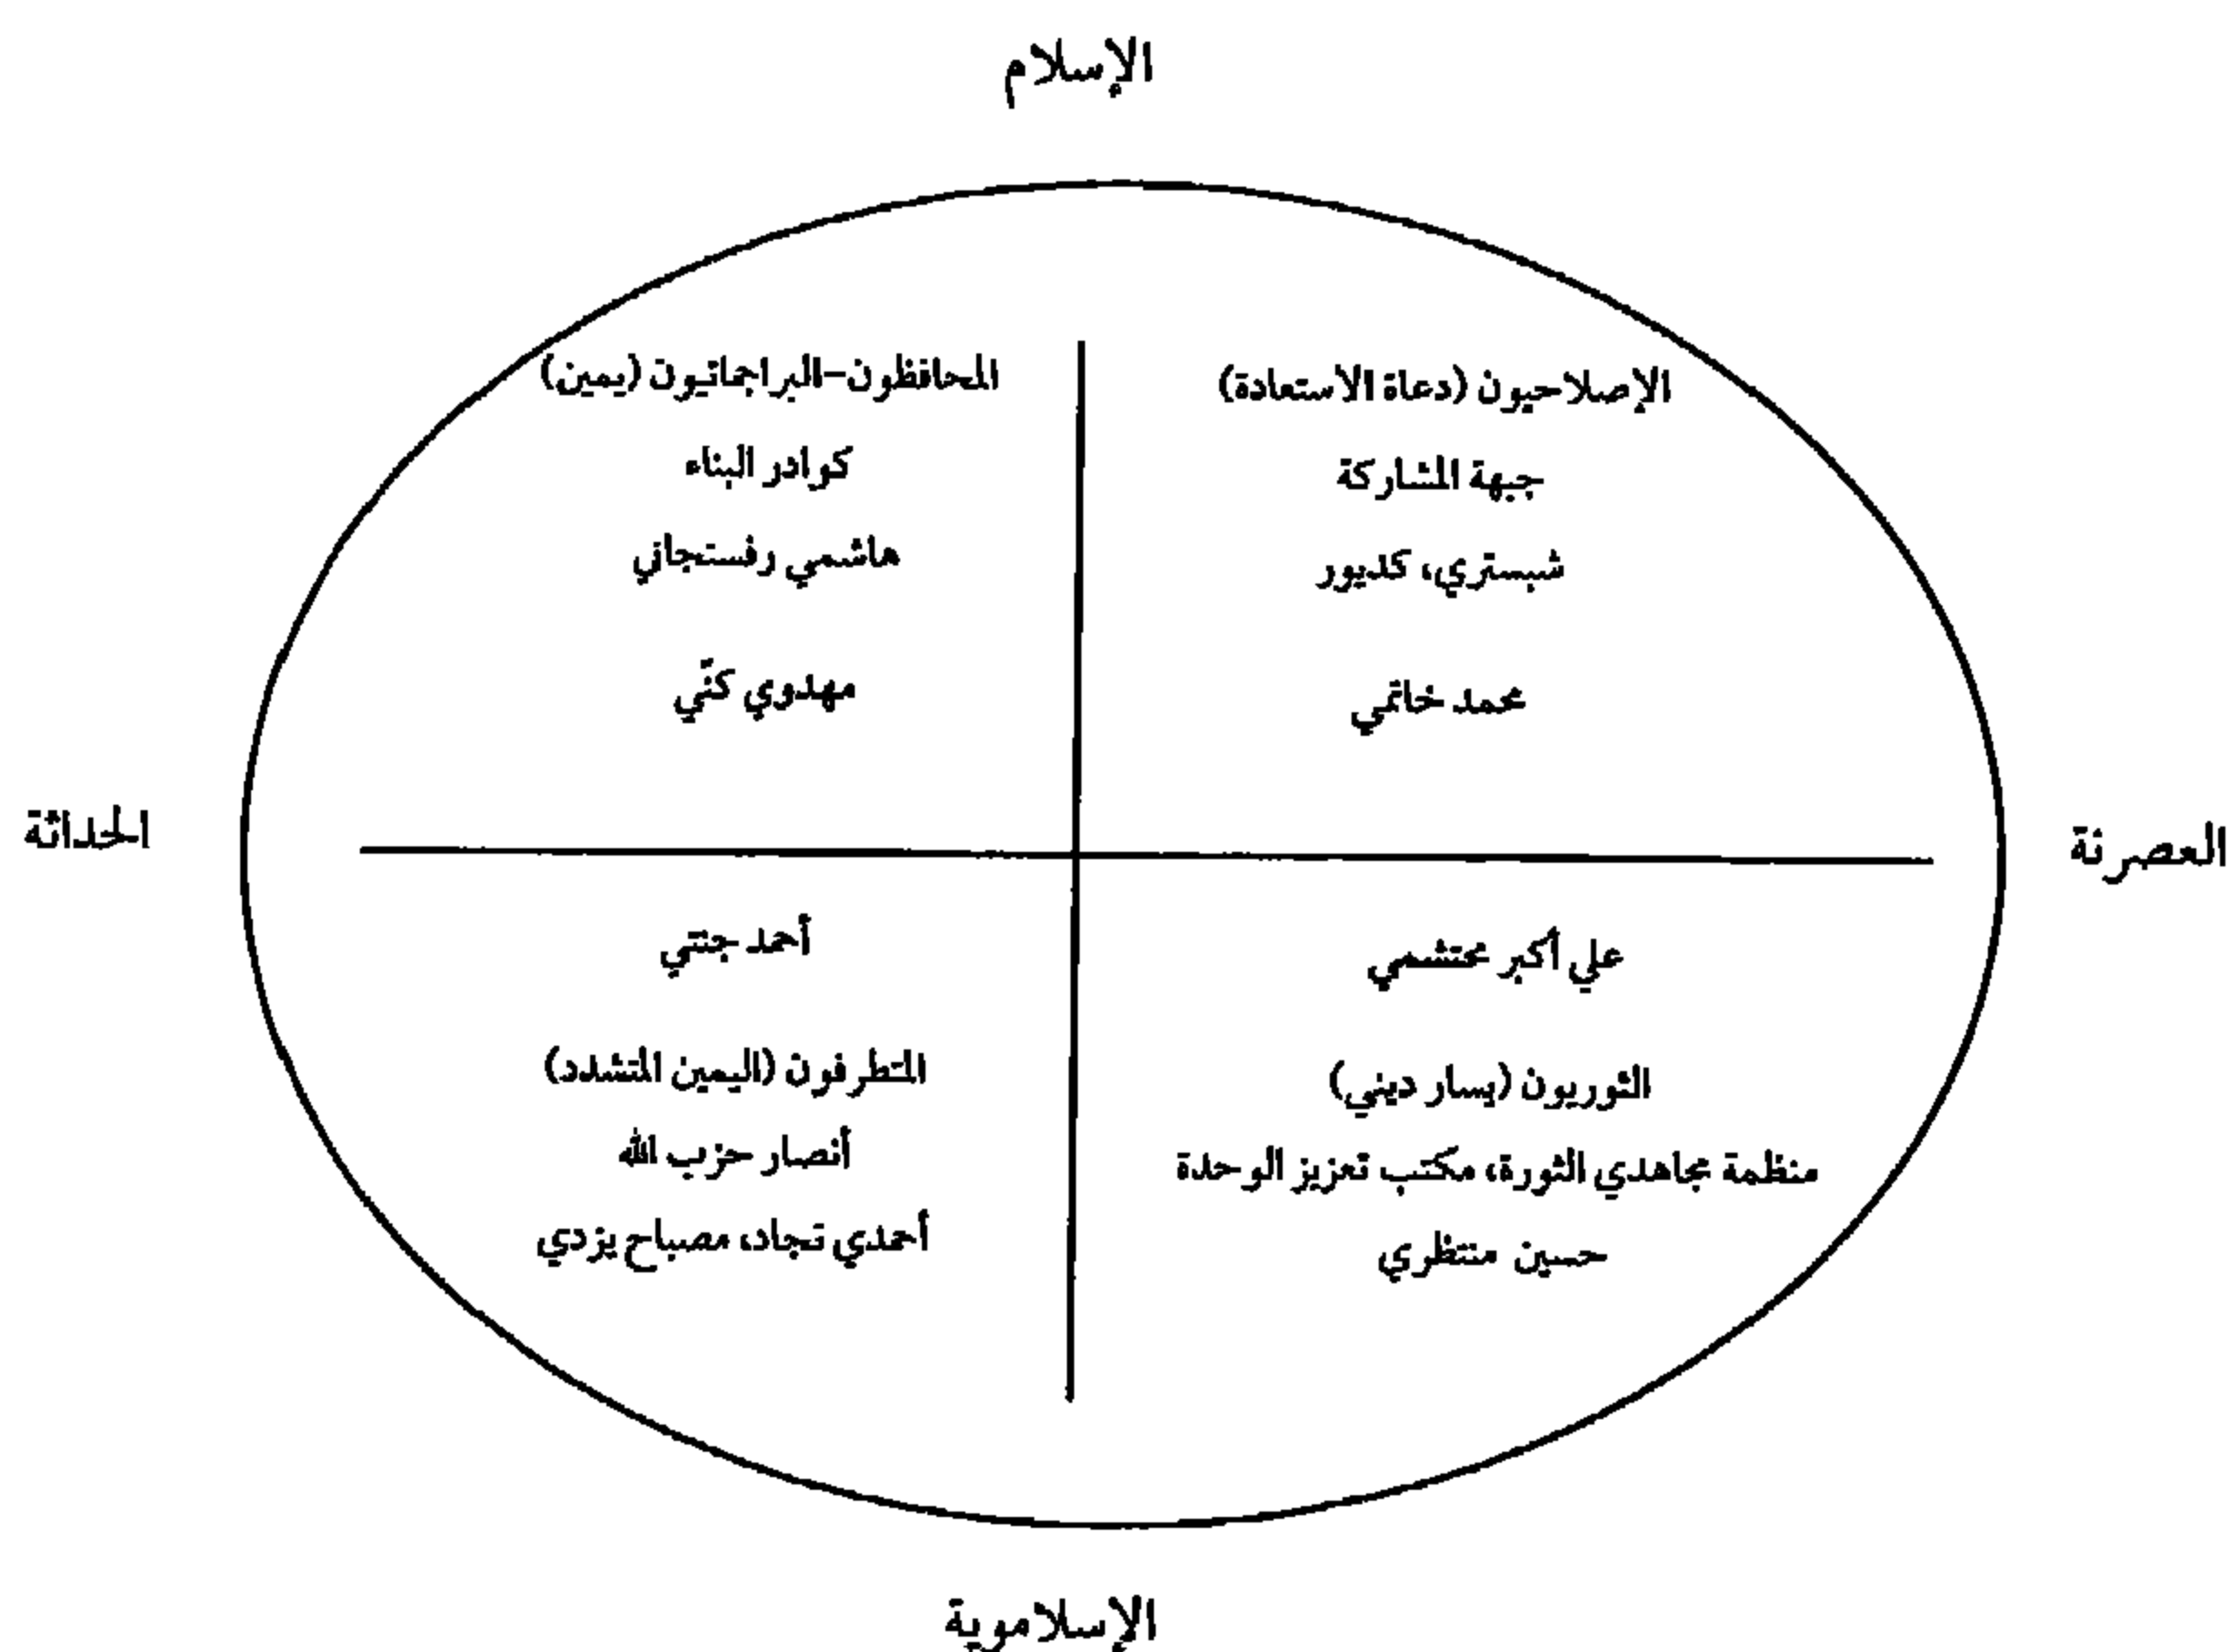 الإسلام
الإصلاحيون (دعاة الاستعادة)
جبهة المشاركة
شبستري، كديور
محمد خاتمي
المحافظون-البراجماتيون (يمين)
كوادر البناء
هاشمي رفستجاني
مهدوي كنّي
العصرنة
الحداثة
علي أكبر محتشمي
الثوريون (يسار ديني)
منظمة مجاهدي الثورة، مكتب تعزيز الوحدة
حسين منتظري
أحمد جنتي
المتطرفون (اليمين المتشدد)
أنصار حزب الله
أحمدي نجاد، مصباح يزدي
الإسلاموية